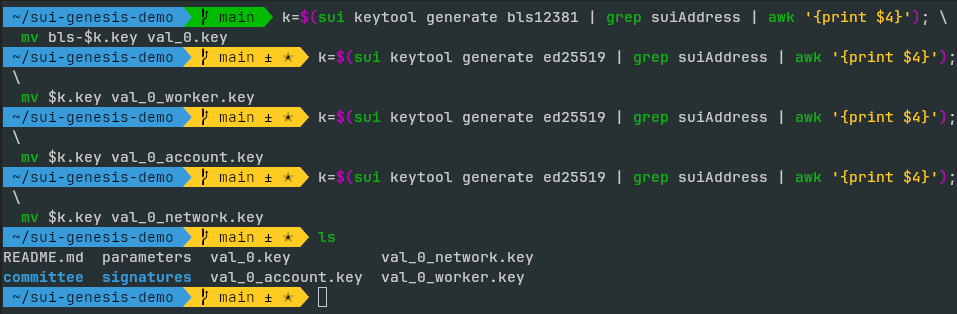 ~/sui-genesis-demo main k=$(sui keytool generate bls12381 | grep suiAddress | awk '{print $4}'); \
mv bls-$k.key val_0.key
~/sui-genesis-demo main ± ★ k=$(sui keytool generate ed25519 | grep suiAddress | awk '{print $4}');
\
mv $k.key val_0_worker.key
~/sui-genesis-demo main ± ★ k=$(sui keytool generate ed25519 | grep suiAddress | awk '{print $4}');
\
mv $k.key val_0_account.key
~/sui-genesis-demo main ± ★ k=$(sui keytool generate ed25519 | grep suiAddress | awk '{print $4}');
\
mv $k.key val_0_network.key
~/sui-genesis-demo main ± ★ ls
README.md parameters val_0.key val_0_network.key
committee signatures val_0_account.key val_0_worker.key
~/sui-genesis-demo main ± ★